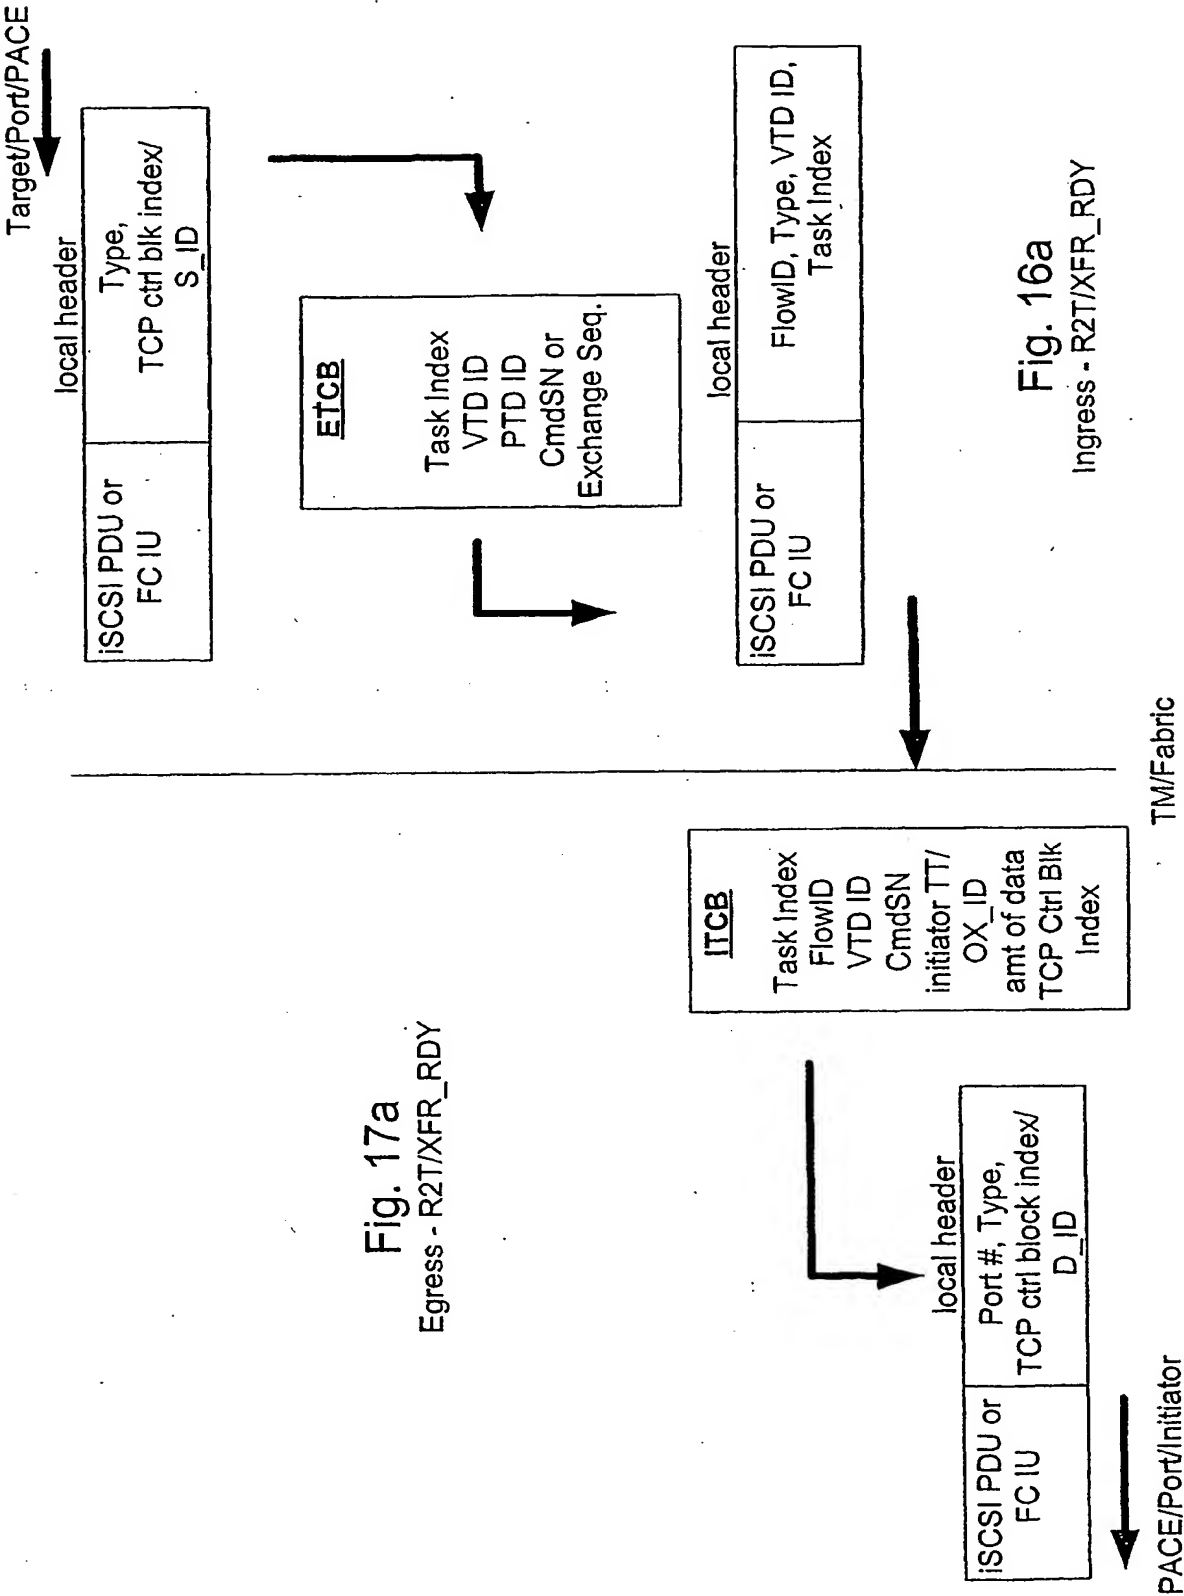 Target/Port/PACE
local header
iSCSI PDU or
FC IU
Type,
TCP ctrl blk index/
S_ID
ETCB
Task Index
VTD ID
PTD ID
CmdSN or
Exchange Seq.
local header
iSCSI PDU or
FC IU
FlowID, Type, VTD ID,
Task Index
Fig. 16a
Ingress - R2T/XFR_RDY
TM/Fabric
Fig. 17a
Egress - R2T/XFR_RDY
ITCB
Task Index
FlowID
VTD ID
CmdSN
initiator TT/
OX_ID
amt of data
TCP Ctrl Blk
Index
local header
iSCSI PDU or
FC IU
Port #, Type,
TCP ctrl block index/
D_ID
PACE/Port/Initiator